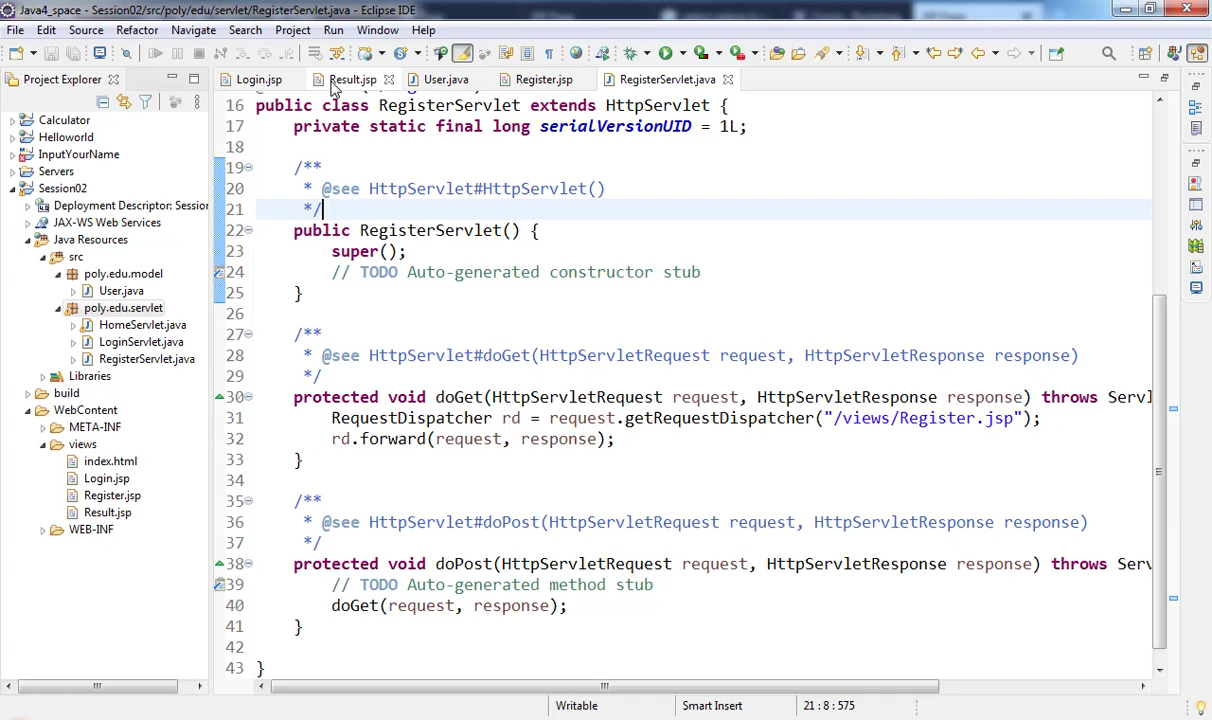 Java4_space - Session02/src/poly/edu/servlet/RegisterServlet.java - Eclipse IDE
File Edit Source Refactor Navigate Search Project Run Window Help
Project Explorer
Login.jsp Result.jsp User.java Register.jsp RegisterServlet.java
Calculator
Helloworld
InputYourName
Servers
Session02
Deployment Descriptor: Session
JAX-WS Web Services
Java Resources
src
poly.edu.model
User.java
poly.edu.servlet
HomeServlet.java
LoginServlet.java
RegisterServlet.java
Libraries
build
WebContent
META-INF
views
index.html
Login.jsp
Register.jsp
Result.jsp
WEB-INF
16 public class RegisterServlet extends HttpServlet {
17 private static final long serialVersionUID = 1L;
18
19 /**
20 * @see HttpServlet#HttpServlet()
21 */
22 public RegisterServlet() {
23 super();
24 // TODO Auto-generated constructor stub
25 }
26
27 /**
28 * @see HttpServlet#doGet(HttpServletRequest request, HttpServletResponse response)
29 */
30 protected void doGet(HttpServletRequest request, HttpServletResponse response) throws Servl
31 RequestDispatcher rd = request.getRequestDispatcher("/views/Register.jsp");
32 rd.forward(request, response);
33 }
34
35 /**
36 * @see HttpServlet#doPost(HttpServletRequest request, HttpServletResponse response)
37 */
38 protected void doPost(HttpServletRequest request, HttpServletResponse response) throws Serv
39 // TODO Auto-generated method stub
40 doGet(request, response);
41 }
42
43 }
Writable Smart Insert 21 : 8 : 575